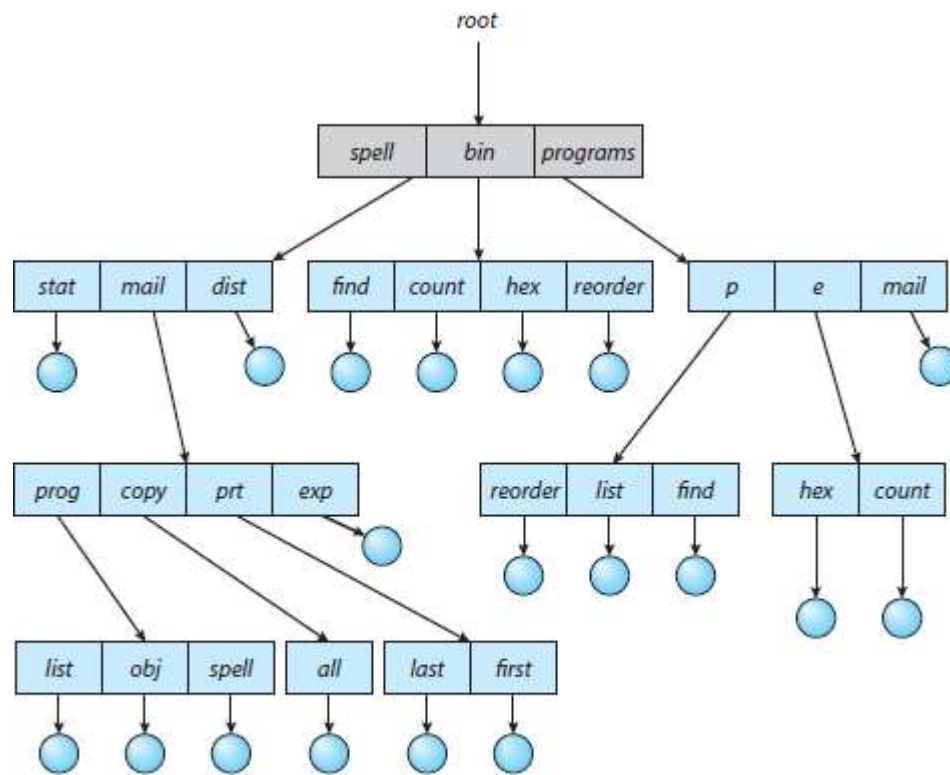 root
spell bin programs
stat mail dist find count hex reorder p e mail
prog copy prt exp reorder list find hex count
list obj spell all last first